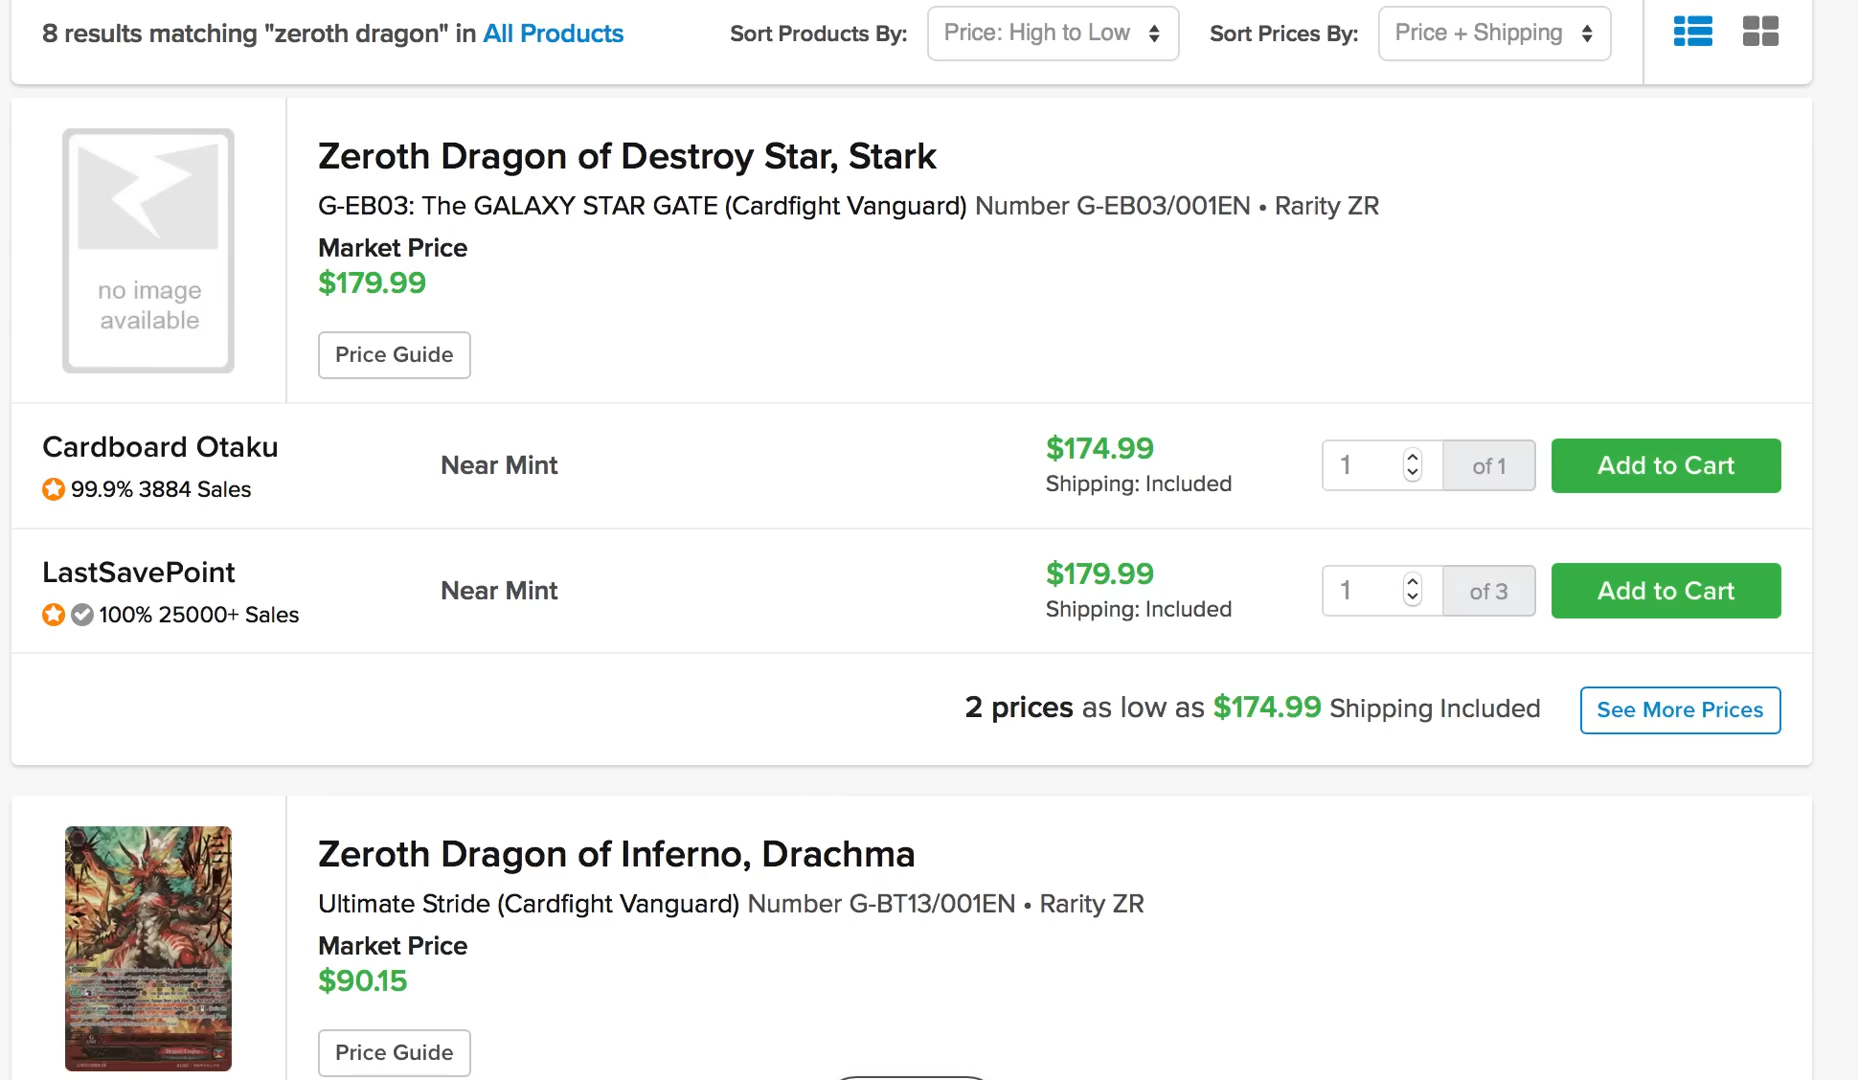 8 results matching "zeroth dragon" in All Products
Sort Products By: Price: High to Low
Sort Prices By: Price + Shipping
no image
available
Zeroth Dragon of Destroy Star, Stark
G-EB03: The GALAXY STAR GATE (Cardfight Vanguard) Number G-EB03/001EN • Rarity ZR
Market Price
$179.99
Price Guide
Cardboard Otaku
99.9% 3884 Sales
Near Mint
$174.99
Shipping: Included
1 of 1
Add to Cart
LastSavePoint
100% 25000+ Sales
Near Mint
$179.99
Shipping: Included
1 of 3
Add to Cart
2 prices as low as $174.99 Shipping Included
See More Prices
Zeroth Dragon of Inferno, Drachma
Ultimate Stride (Cardfight Vanguard) Number G-BT13/001EN • Rarity ZR
Market Price
$90.15
Price Guide